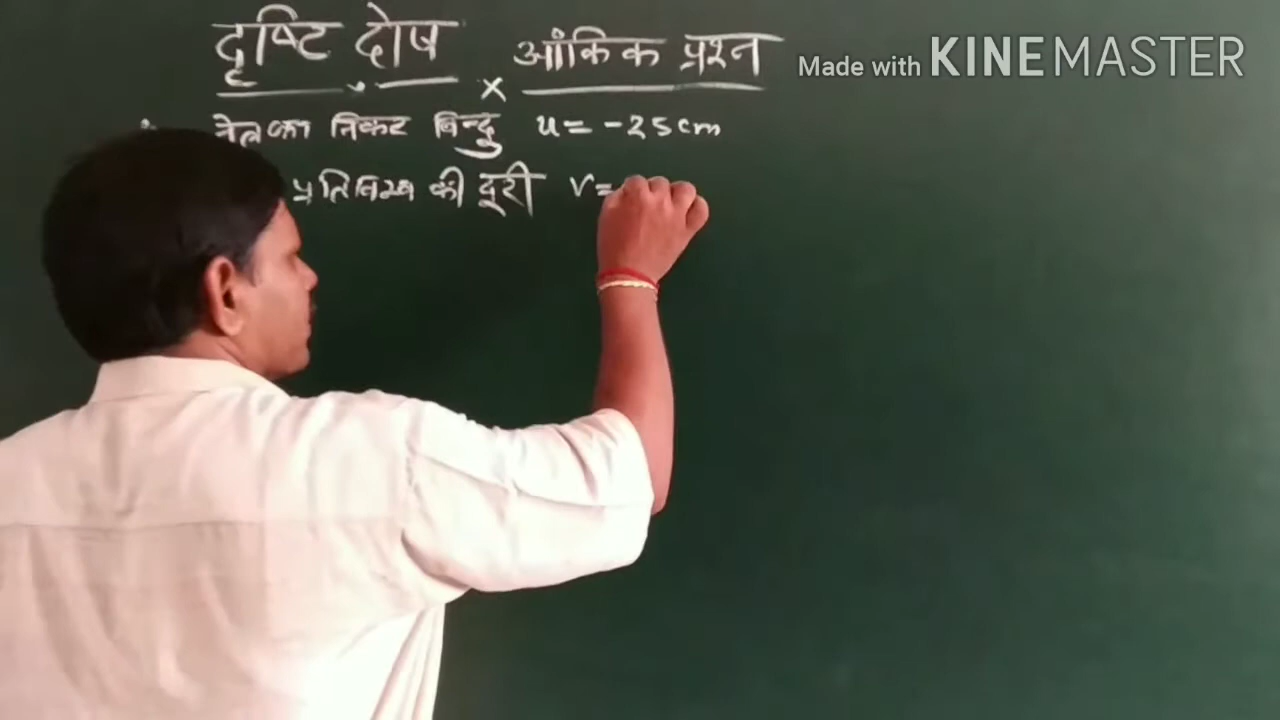 दृष्टि दोष × आंकिक प्रश्न
Made with KINEMASTER
नेत्र का निकट बिन्दु u = -25cm
प्रतिबिम्ब की दूरी v =